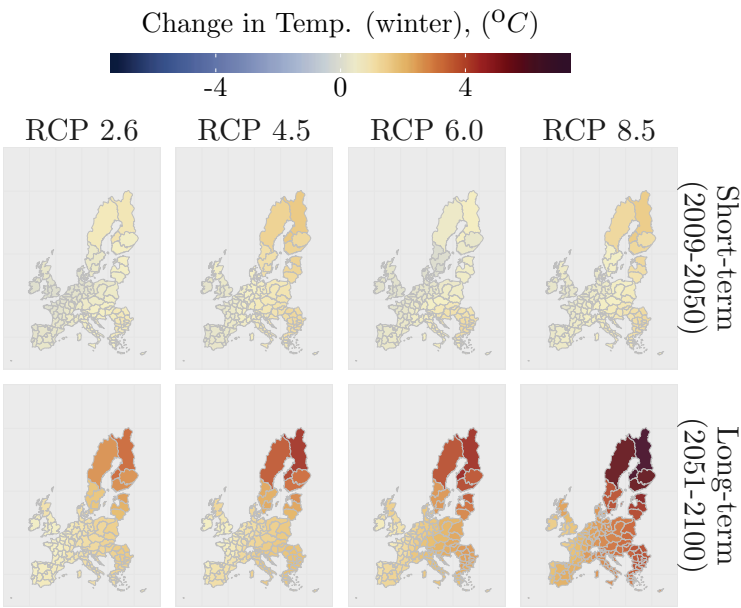 Change in Temp. (winter), (°C)
-4 0 4
RCP 2.6 RCP 4.5 RCP 6.0 RCP 8.5
Short-term
(2009-2050)
Long-term
(2051-2100)